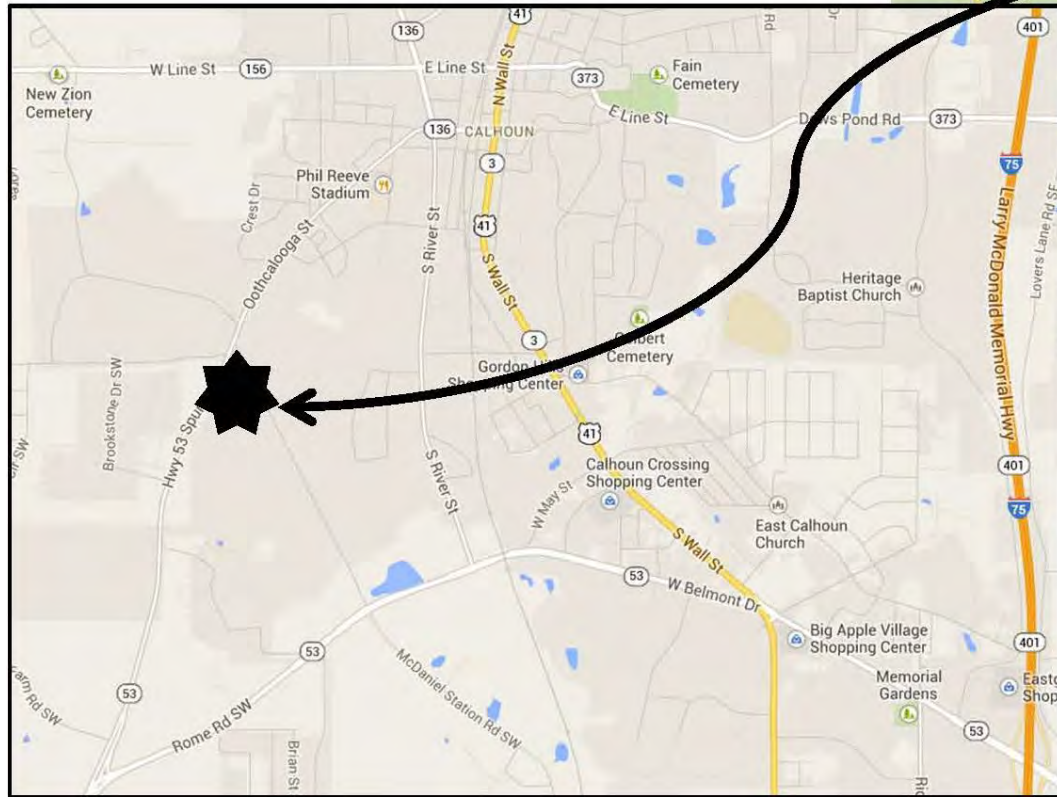 41
401
Rd
Dr
136
W Line St
156
E Line St
N Wall St
373
Fain
Cemetery
New Zion
Cemetery
E Line St
Dews Pond Rd
373
136
CALHOUN
3
75
Phil Reeve
Stadium
Crest Dr
Larry McDonald Memorial Hwy
Lovers Lane Rd SE
41
S River St
Oothcalooga St
S Wall St
Heritage
Baptist Church
3
Cemetery
Gordon Hills
Shopping Center
Brookstone Dr SW
Hwy 53 Spur
41
S River St
Calhoun Crossing
Shopping Center
401
75
W May St
East Calhoun
Church
S Wall St
53
W Belmont Dr
Big Apple Village
Shopping Center
401
53
McDaniel Station Rd SW
Memorial
Gardens
53
Rome Rd SW
53
Brian St